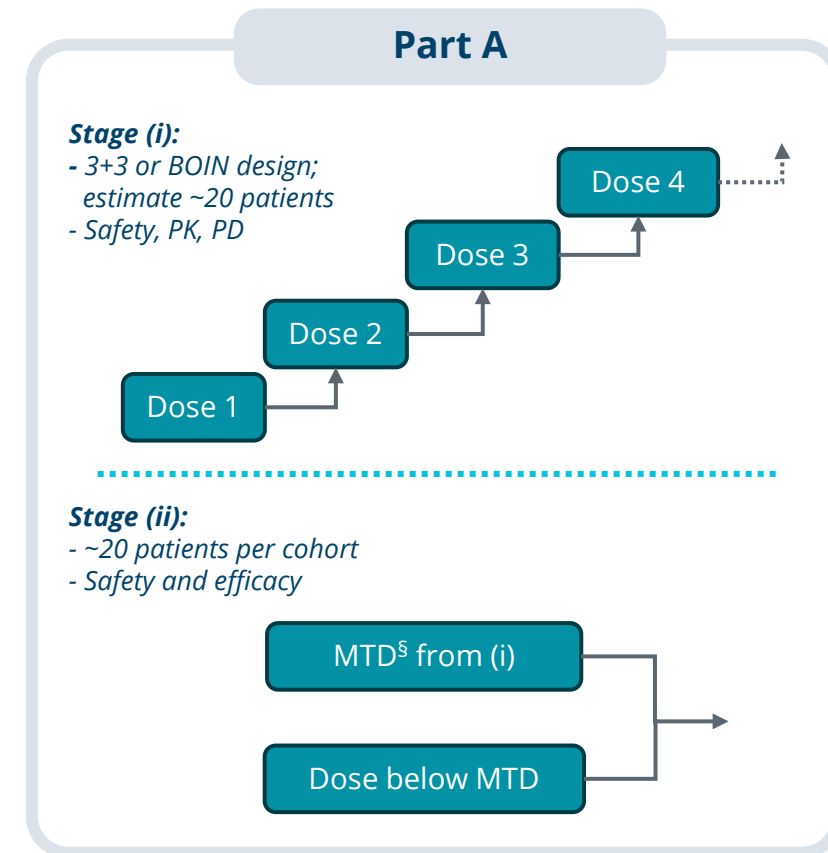 Part A
Stage (i):
- 3+3 or BOIN design;
estimate ~20 patients
- Safety, PK, PD
Dose 4
Dose 3
Dose 2
Dose 1
Stage (ii):
- ~20 patients per cohort
- Safety and efficacy
MTD§ from (i)
Dose below MTD